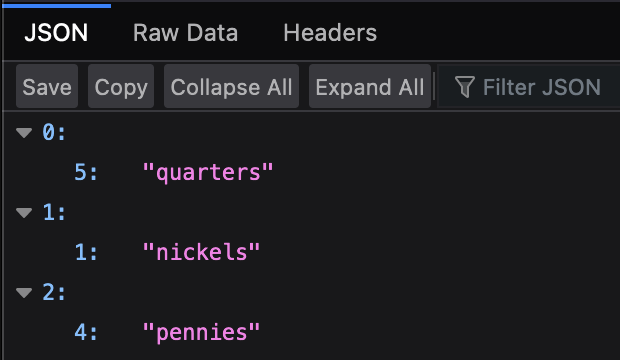 JSON Raw Data Headers
Save Copy Collapse All Expand All Filter JSON
0:
5: "quarters"
1:
1: "nickels"
2:
4: "pennies"